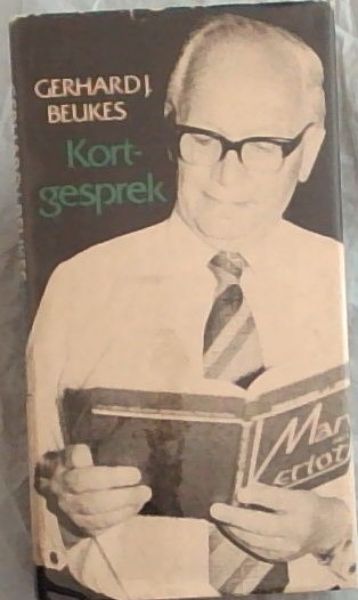 GERHARD J.
BEUKES
Kort-
gesprek